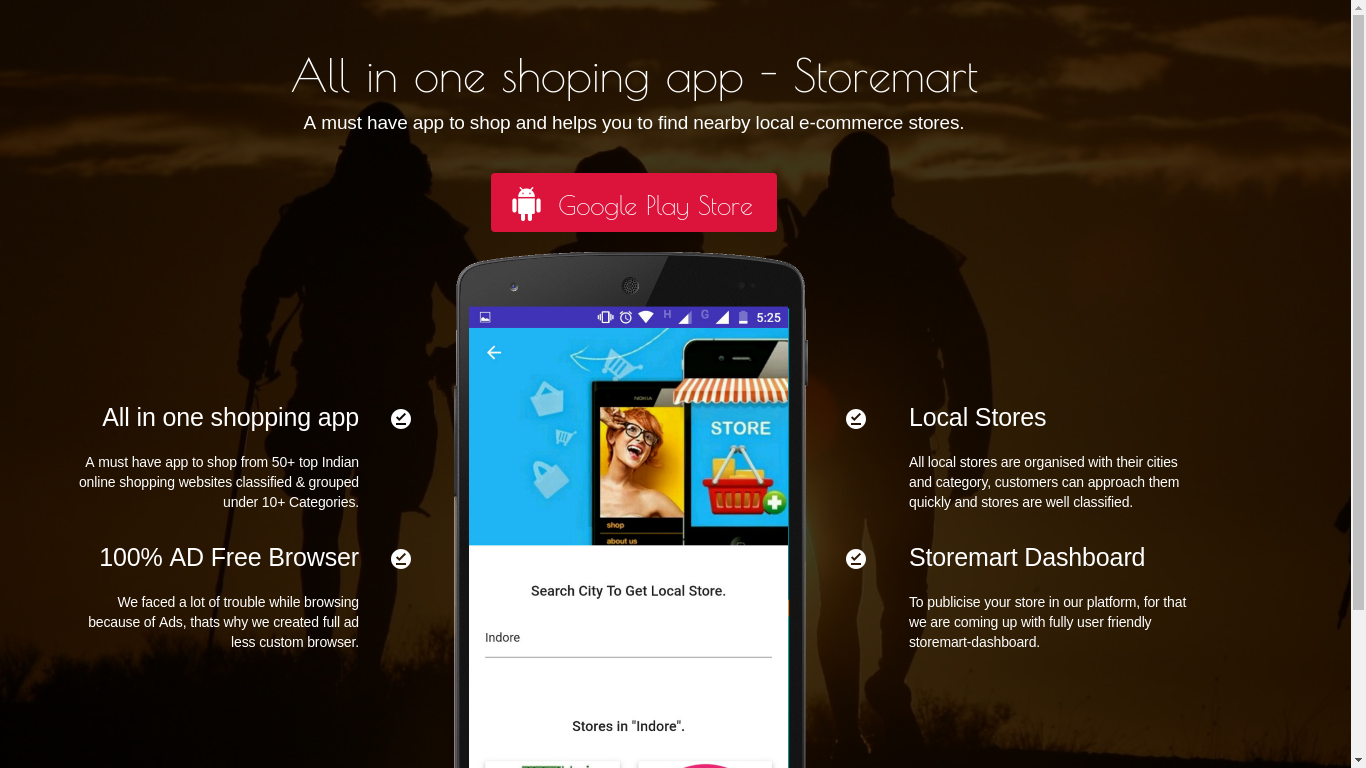 All in one shoping app - Storemart
A must have app to shop and helps you to find nearby local e-commerce stores.
Google Play Store
H G 5:25
NOKIA
STORE
shop
about us
All in one shopping app
A must have app to shop from 50+ top Indian
online shopping websites classified & grouped
under 10+ Categories.
100% AD Free Browser
We faced a lot of trouble while browsing
because of Ads, thats why we created full ad
less custom browser.
Search City To Get Local Store.
Indore
Stores in "Indore".
Local Stores
All local stores are organised with their cities
and category, customers can approach them
quickly and stores are well classified.
Storemart Dashboard
To publicise your store in our platform, for that
we are coming up with fully user friendly
storemart-dashboard.